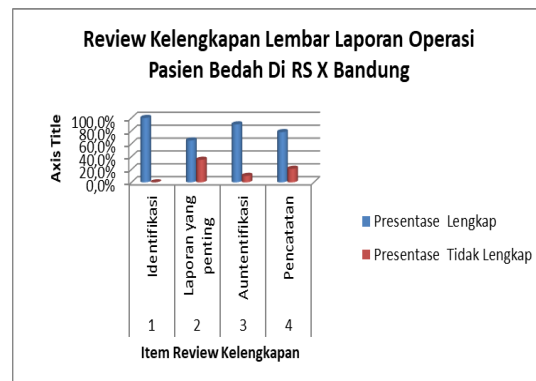 Review Kelengkapan Lembar Laporan Operasi
Pasien Bedah Di RS X Bandung
Axis Title
100,0%
80,0%
60,0%
40,0%
20,0%
0,0%
Identifikasi
Laporan yang
penting
Auntentifikasi
Pencatatan
1 2 3 4
Item Review Kelengkapan
Presentase Lengkap
Presentase Tidak Lengkap